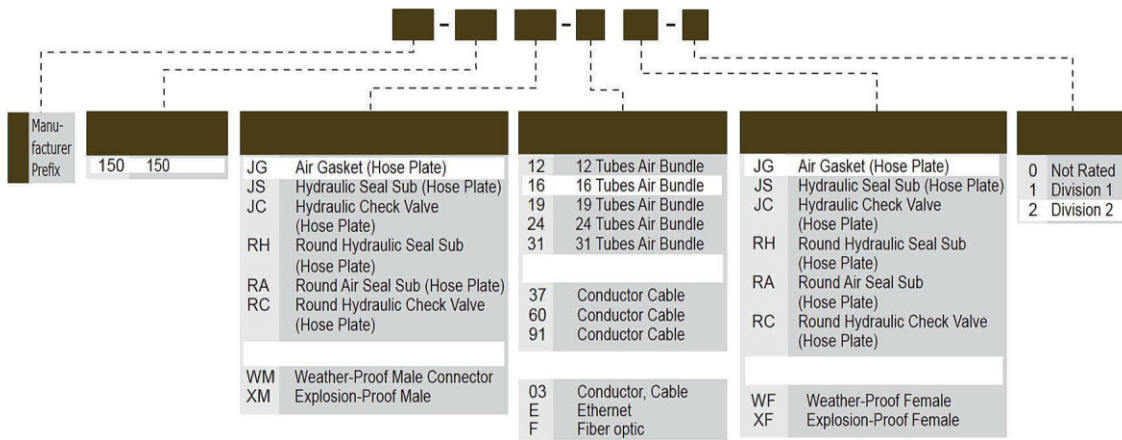 - - -
Manu-
facturer
Prefix
150 150
JG Air Gasket (Hose Plate)
JS Hydraulic Seal Sub (Hose Plate)
JC Hydraulic Check Valve
(Hose Plate)
RH Round Hydraulic Seal Sub
(Hose Plate)
RA Round Air Seal Sub (Hose Plate)
RC Round Hydraulic Check Valve
(Hose Plate)
WM Weather-Proof Male Connector
XM Explosion-Proof Male
12 12 Tubes Air Bundle
16 16 Tubes Air Bundle
19 19 Tubes Air Bundle
24 24 Tubes Air Bundle
31 31 Tubes Air Bundle
37 Conductor Cable
60 Conductor Cable
91 Conductor Cable
03 Conductor, Cable
E Ethernet
F Fiber optic
JG Air Gasket (Hose Plate)
JS Hydraulic Seal Sub (Hose Plate)
JC Hydraulic Check Valve
(Hose Plate)
RH Round Hydraulic Seal Sub
(Hose Plate)
RA Round Air Seal Sub
(Hose Plate)
RC Round Hydraulic Check Valve
(Hose Plate)
WF Weather-Proof Female
XF Explosion-Proof Female
0 Not Rated
1 Division 1
2 Division 2